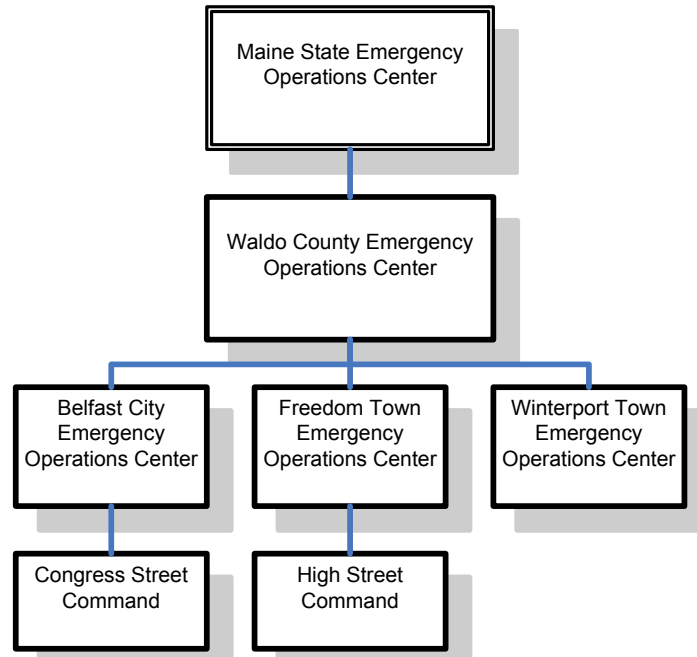 Maine State Emergency
Operations Center
Waldo County Emergency
Operations Center
Belfast City
Emergency
Operations Center
Freedom Town
Emergency
Operations Center
Winterport Town
Emergency
Operations Center
Congress Street
Command
High Street
Command